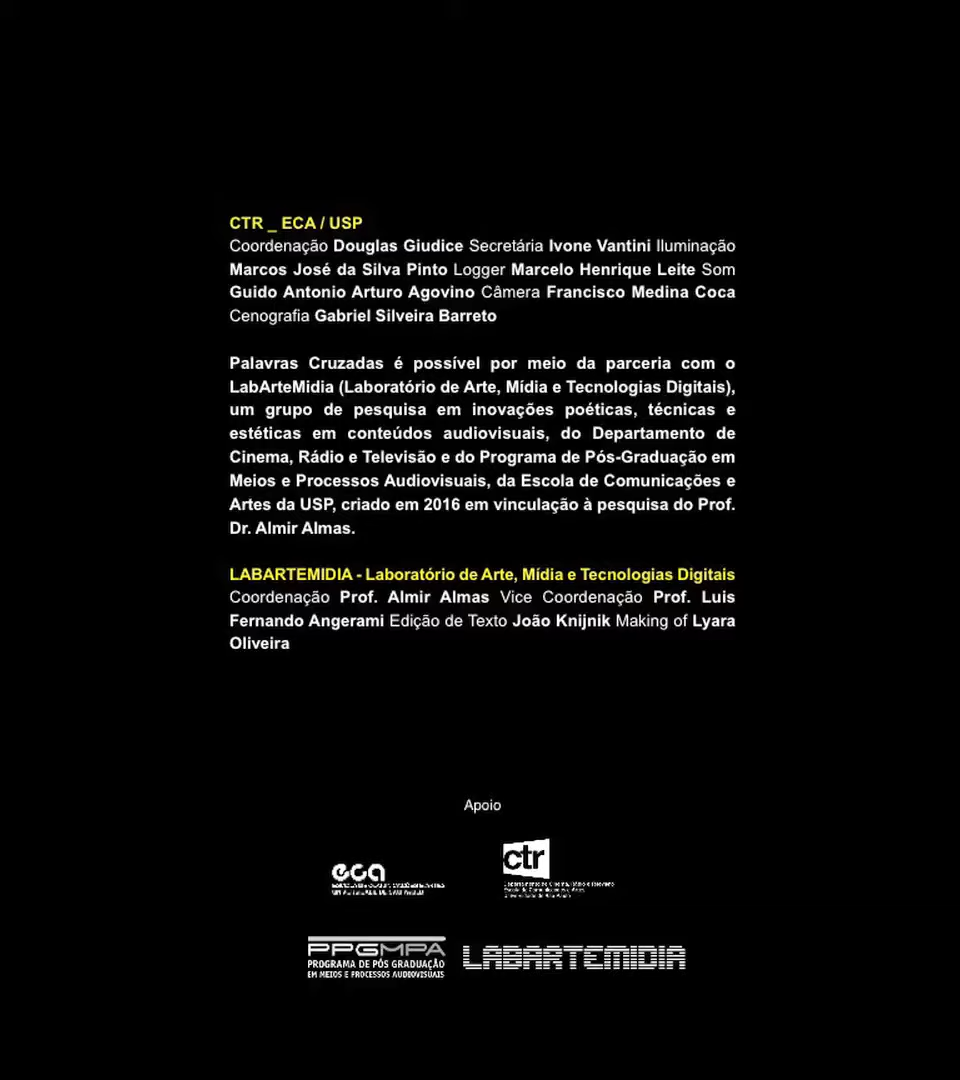 CTR _ ECA / USP
Coordenação Douglas Giudice Secretária Ivone Vantini Iluminação
Marcos José da Silva Pinto Logger Marcelo Henrique Leite Som
Guido Antonio Arturo Agovino Câmera Francisco Medina Coca
Cenografia Gabriel Silveira Barreto
Palavras Cruzadas é possível por meio da parceria com o
LabArteMidia (Laboratório de Arte, Mídia e Tecnologias Digitais),
um grupo de pesquisa em inovações poéticas, técnicas e
estéticas em conteúdos audiovisuais, do Departamento de
Cinema, Rádio e Televisão e do Programa de Pós-Graduação em
Meios e Processos Audiovisuais, da Escola de Comunicações e
Artes da USP, criado em 2016 em vinculação à pesquisa do Prof.
Dr. Almir Almas.
LABARTEMIDIA - Laboratório de Arte, Mídia e Tecnologias Digitais
Coordenação Prof. Almir Almas Vice Coordenação Prof. Luis
Fernando Angerami Edição de Texto João Knijnik Making of Lyara
Oliveira
Apoio
eca
ctr
PPGMPA
PROGRAMA DE PÓS GRADUAÇÃO
EM MEIOS E PROCESSOS AUDIOVISUAIS
LABARTEMIDIA